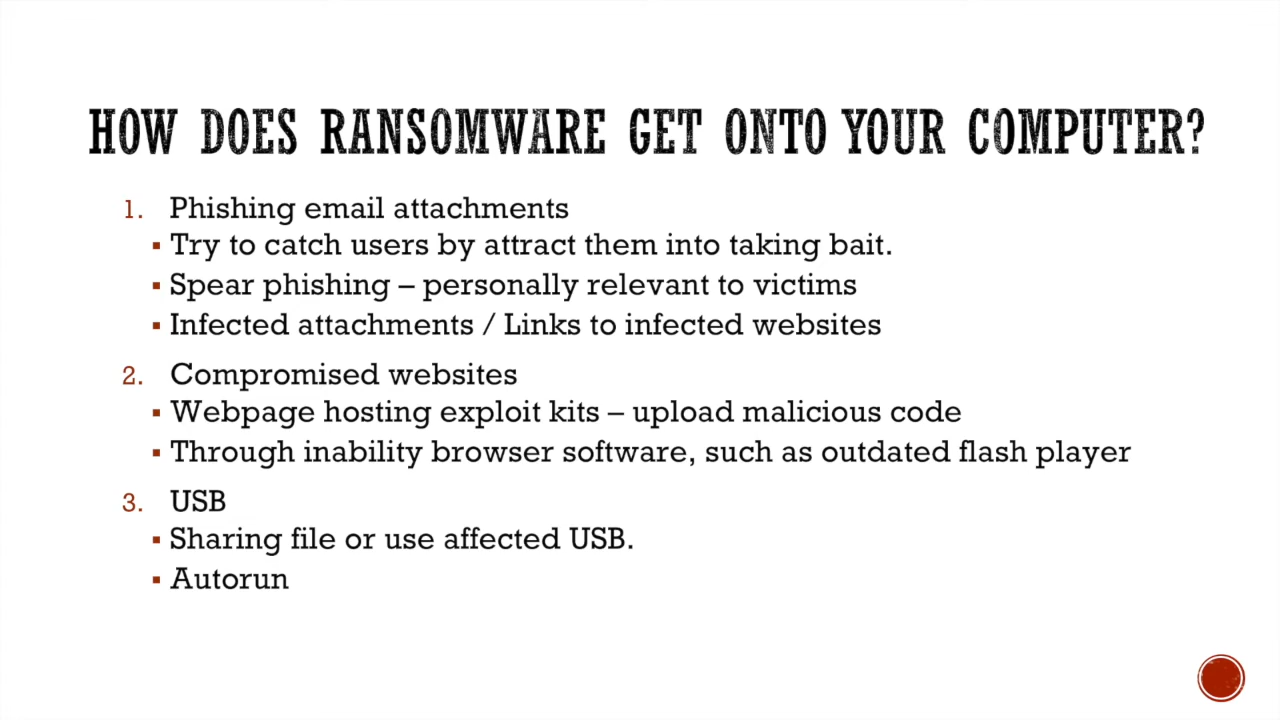 HOW DOES RANSOMWARE GET ONTO YOUR COMPUTER?
1. Phishing email attachments
▪ Try to catch users by attract them into taking bait.
▪ Spear phishing – personally relevant to victims
▪ Infected attachments / Links to infected websites
2. Compromised websites
▪ Webpage hosting exploit kits – upload malicious code
▪ Through inability browser software, such as outdated flash player
3. USB
▪ Sharing file or use affected USB.
▪ Autorun